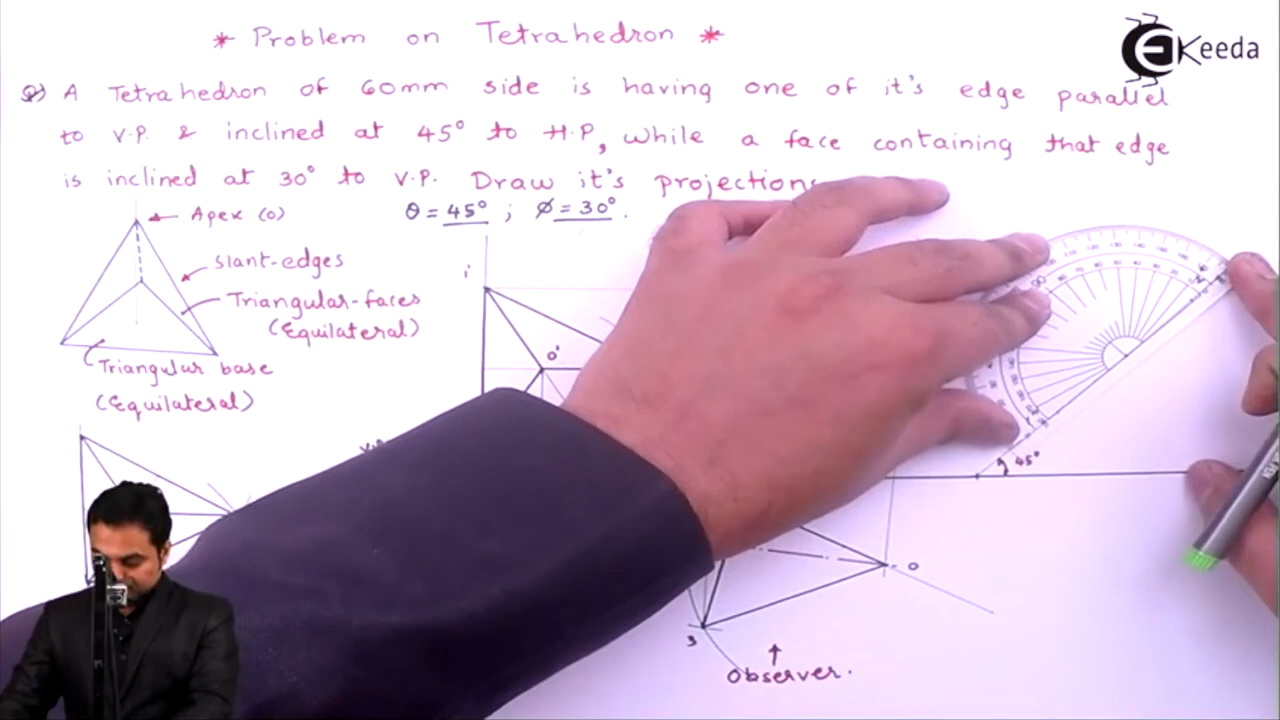 * Problem on Tetrahedron *
Keeda
Q) A Tetrahedron of 60mm side is having one of it's edge parallel
to V.P. & inclined at 45° to H.P, while a face containing that edge
is inclined at 30° to V.P. Draw it's projections
θ = 45° ; φ = 30°.
Apex (o)
slant-edges
Triangular-faces
(Equilateral)
Triangular base
(Equilateral)
1'
o'
45°
o
3
Observer.